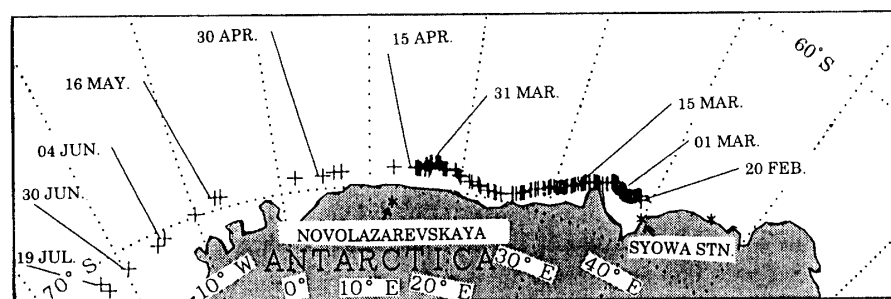 30 APR.
15 APR.
60°S
16 MAY.
31 MAR.
15 MAR.
04 JUN.
01 MAR.
20 FEB.
30 JUN.
NOVOLAZAREVSKAYA
SYOWA STN.
19 JUL.
70° S
10° W
ANTARCTICA
30° E
40° E
0°
10° E
20° E